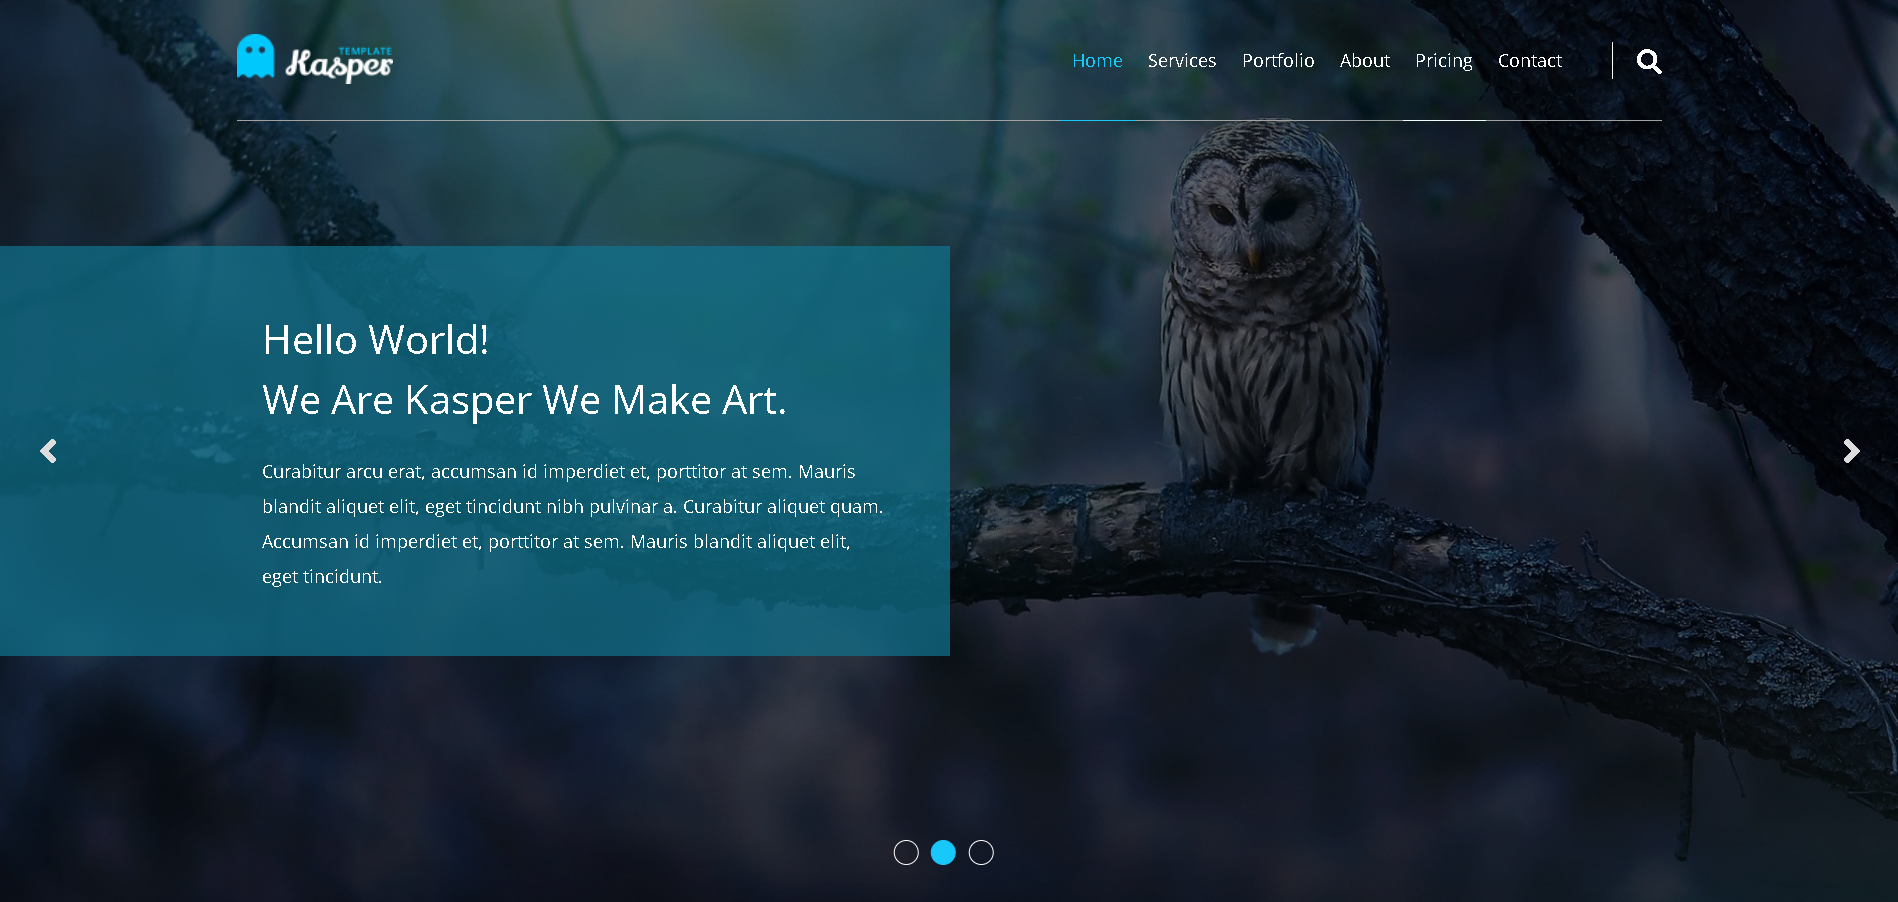 TEMPLATE
Kasper
Home Services Portfolio About Pricing Contact
Hello World!
We Are Kasper We Make Art.
Curabitur arcu erat, accumsan id imperdiet et, porttitor at sem. Mauris
blandit aliquet elit, eget tincidunt nibh pulvinar a. Curabitur aliquet quam.
Accumsan id imperdiet et, porttitor at sem. Mauris blandit aliquet elit,
eget tincidunt.